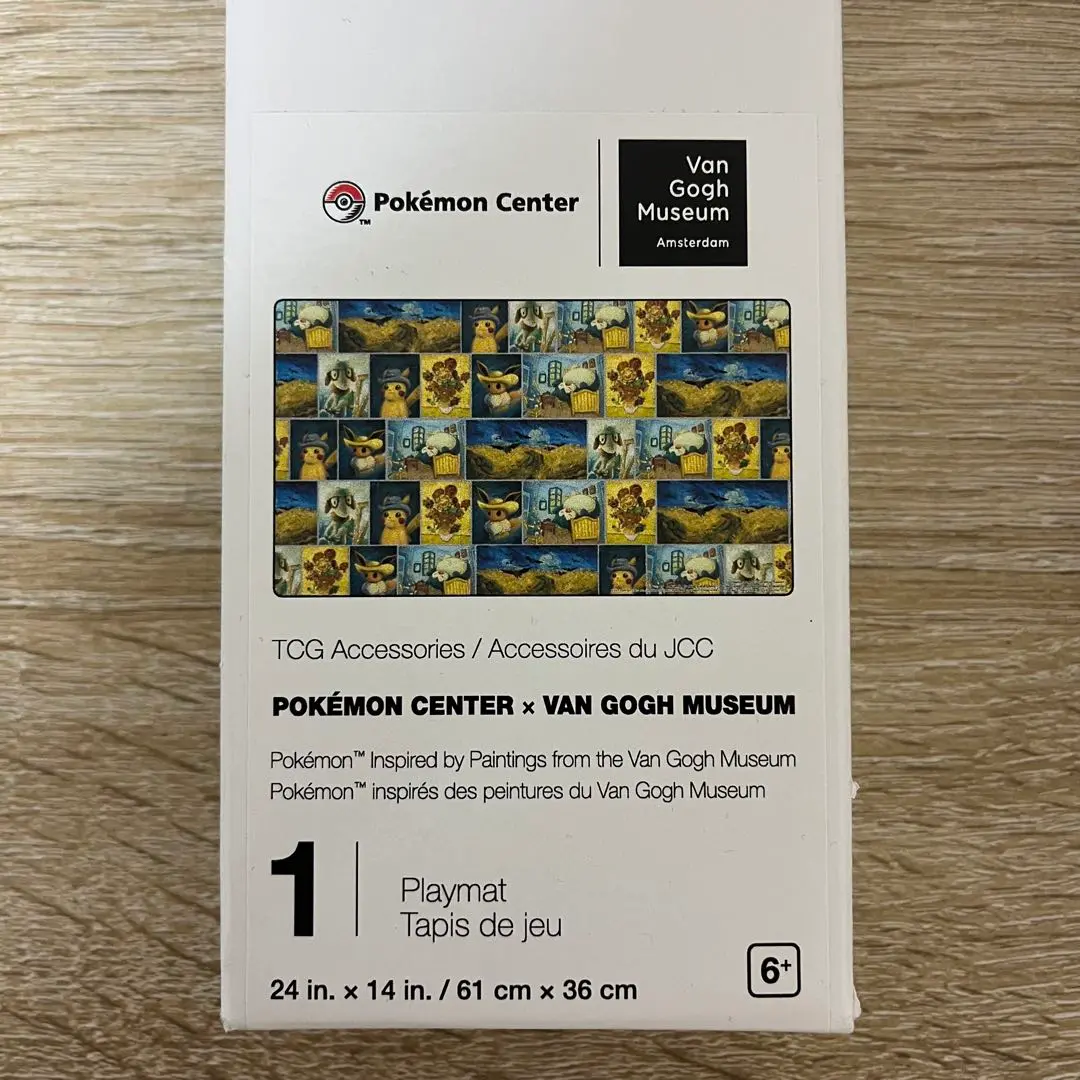 Pokémon Center
TM
Van
Gogh
Museum
Amsterdam
TCG Accessories / Accessoires du JCC
POKÉMON CENTER × VAN GOGH MUSEUM
Pokémon™ Inspired by Paintings from the Van Gogh Museum
Pokémon™ inspirés des peintures du Van Gogh Museum
1
Playmat
Tapis de jeu
24 in. × 14 in. / 61 cm × 36 cm
6+